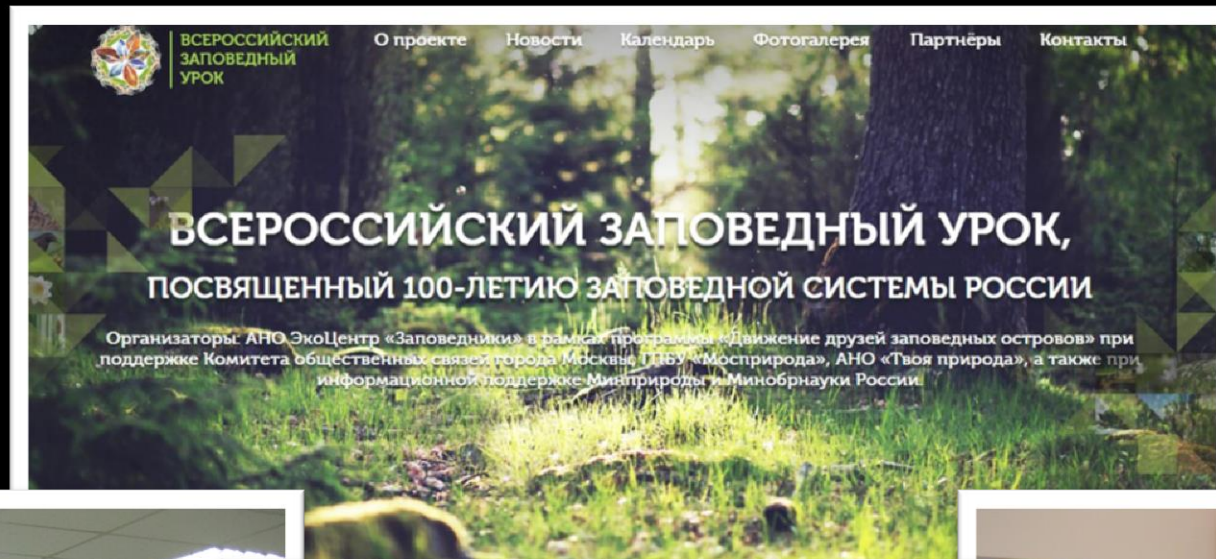 ВСЕРОССИЙСКИЙ
ЗАПОВЕДНЫЙ
УРОК
О проекте Новости Календарь Фотогалерея Партнёры Контакты
ВСЕРОССИЙСКИЙ ЗАПОВЕДНЫЙ УРОК,
ПОСВЯЩЕННЫЙ 100-ЛЕТИЮ ЗАПОВЕДНОЙ СИСТЕМЫ РОССИИ
Организаторы: АНО ЭкоЦентр «Заповедники» в рамках программы «Движение друзей заповедных островов» при
поддержке Комитета общественных связей города Москвы, ГПБУ «Мосприрода», АНО «Твоя природа», а также при
информационной поддержке Минприроды и Минобрнауки России